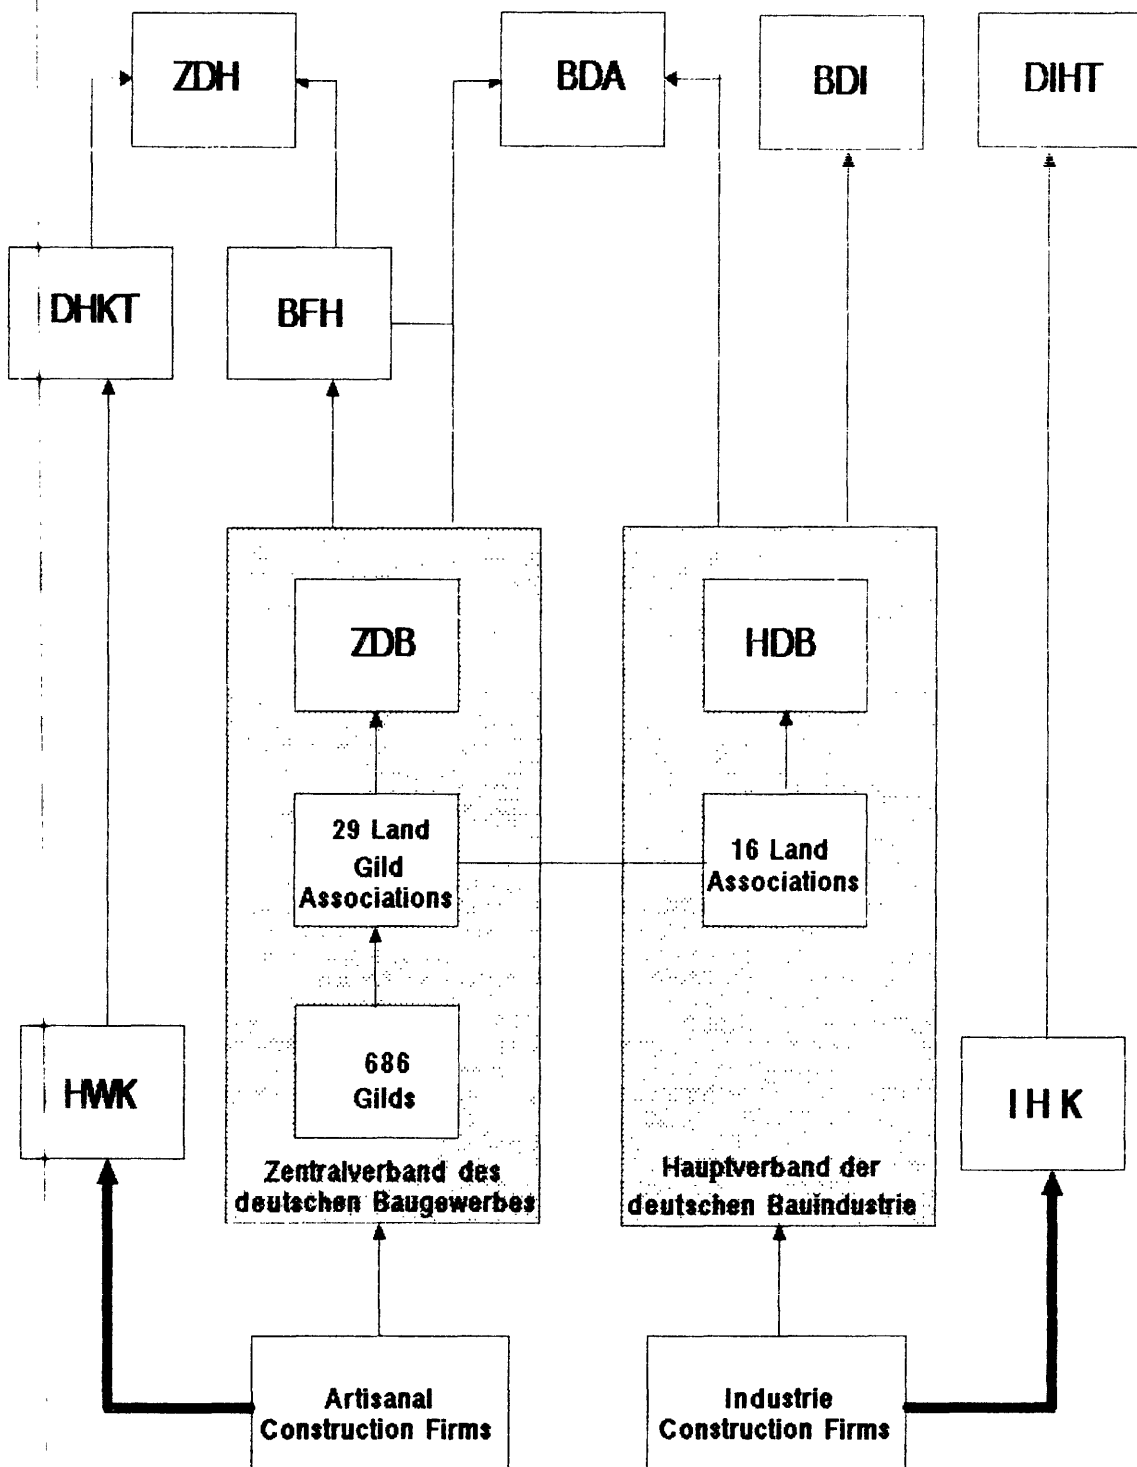 ZDH
BDA
BDI
DIHT
DHKT
BFH
ZDB
HDB
29 Land
Gild
Associations
16 Land
Associations
686
Gilds
HWK
I H K
Zentralverband des
deutschen Baugewerbes
Hauptverband der
deutschen Bauindustrie
Artisanal
Construction Firms
Industrie
Construction Firms